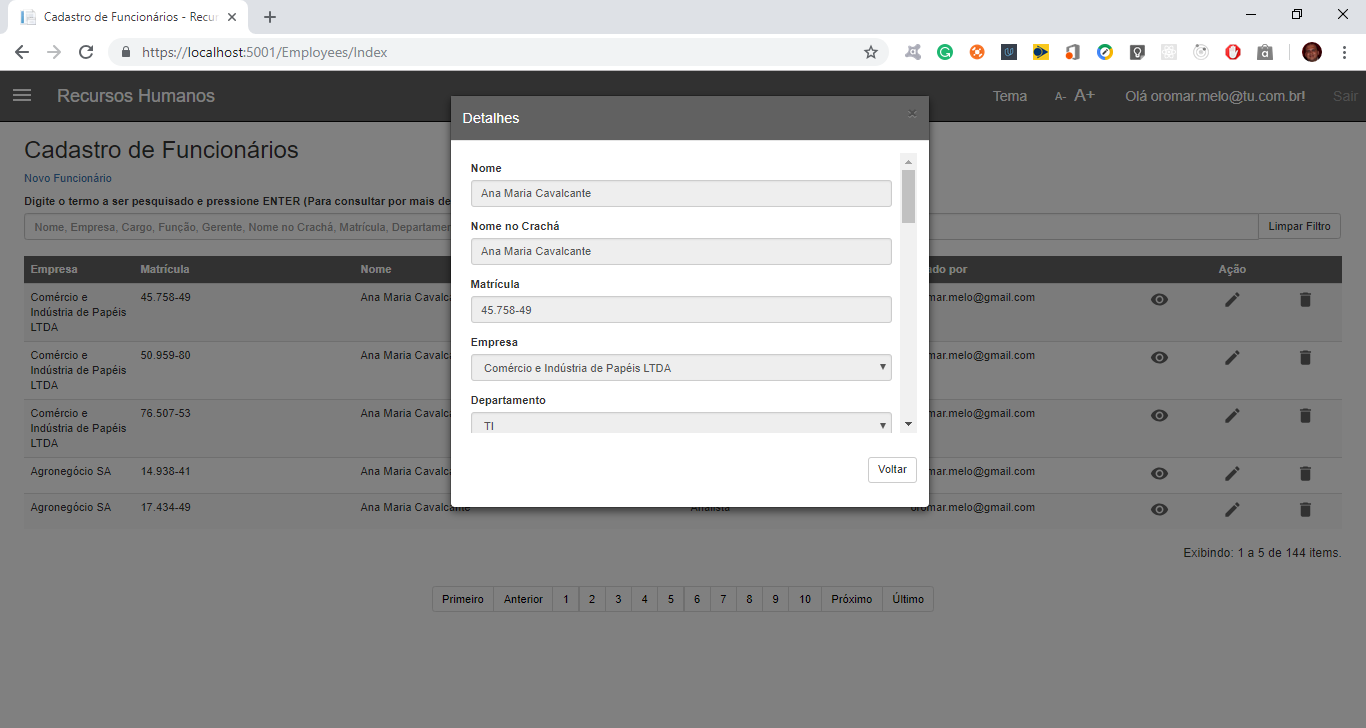 Cadastro de Funcionários - Recur
https://localhost:5001/Employees/Index
Recursos Humanos
Tema
A- A+
Olá oromar.melo@tu.com.br!
Sair
Cadastro de Funcionários
Novo Funcionário
Digite o termo a ser pesquisado e pressione ENTER (Para consultar por mais de
Nome, Empresa, Cargo, Função, Gerente, Nome no Crachá, Matrícula, Departamen
Limpar Filtro
Detalhes
×
Nome
Ana Maria Cavalcante
Nome no Crachá
Ana Maria Cavalcante
Matrícula
45.758-49
Empresa
Comércio e Indústria de Papéis LTDA
Departamento
TI
Voltar
Empresa Matrícula Nome por Ação
Comércio e 45.758-49 Ana Maria Cavalca mar.melo@gmail.com
Indústria de Papéis
LTDA
Comércio e 50.959-80 Ana Maria Cavalca mar.melo@gmail.com
Indústria de Papéis
LTDA
Comércio e 76.507-53 Ana Maria Cavalca mar.melo@gmail.com
Indústria de Papéis
LTDA
Agronegócio SA 14.938-41 Ana Maria Cavalca mar.melo@gmail.com
Agronegócio SA 17.434-49 Ana Maria Cavalcante Analista oromar.melo@gmail.com
Exibindo: 1 a 5 de 144 items.
Primeiro Anterior 1 2 3 4 5 6 7 8 9 10 Próximo Último